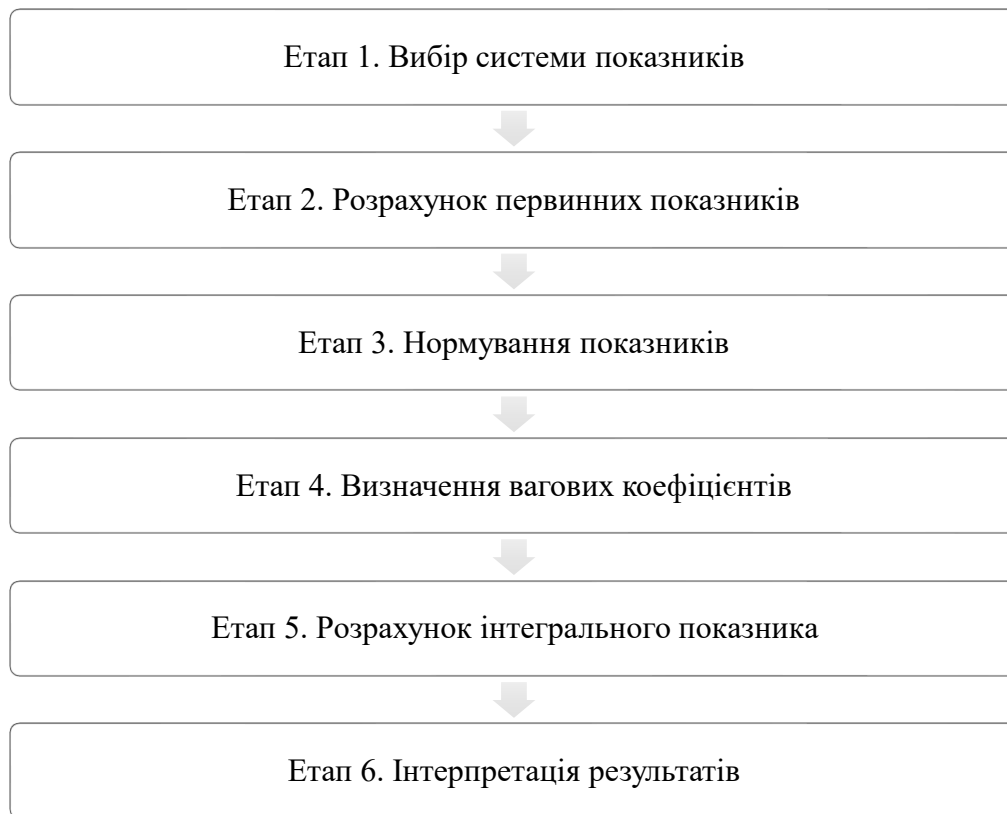 Етап 1. Вибір системи показників
Етап 2. Розрахунок первинних показників
Етап 3. Нормування показників
Етап 4. Визначення вагових коефіцієнтів
Етап 5. Розрахунок інтегрального показника
Етап 6. Інтерпретація результатів